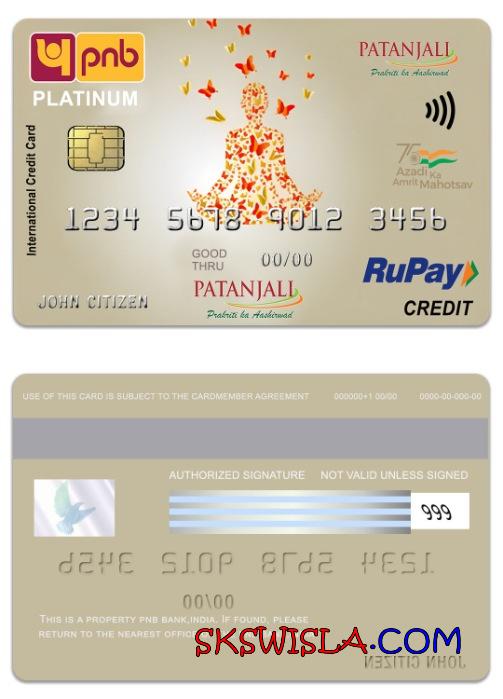 पी pnb
PLATINUM
PATANJALI
Prakriti ka Aashirwad
International Credit Card
75
Azadi Ka
Amrit Mahotsav
1234 5678 9012 3456
GOOD THRU 00/00
RuPay
CREDIT
JOHN CITIZEN
PATANJALI
Prakriti ka Aashirwad
USE OF THIS CARD IS SUBJECT TO THE CARDMEMBER AGREEMENT 000000+1 00/00 0000-00-000-00
AUTHORIZED SIGNATURE NOT VALID UNLESS SIGNED
999
1234 5678 9012 3456
00/00
THIS IS A PROPERTY PNB BANK,INDIA. IF FOUND, PLEASE
RETURN TO THE NEAREST OFFICE
SKSWISLA.COM
JOHN CITIZEN